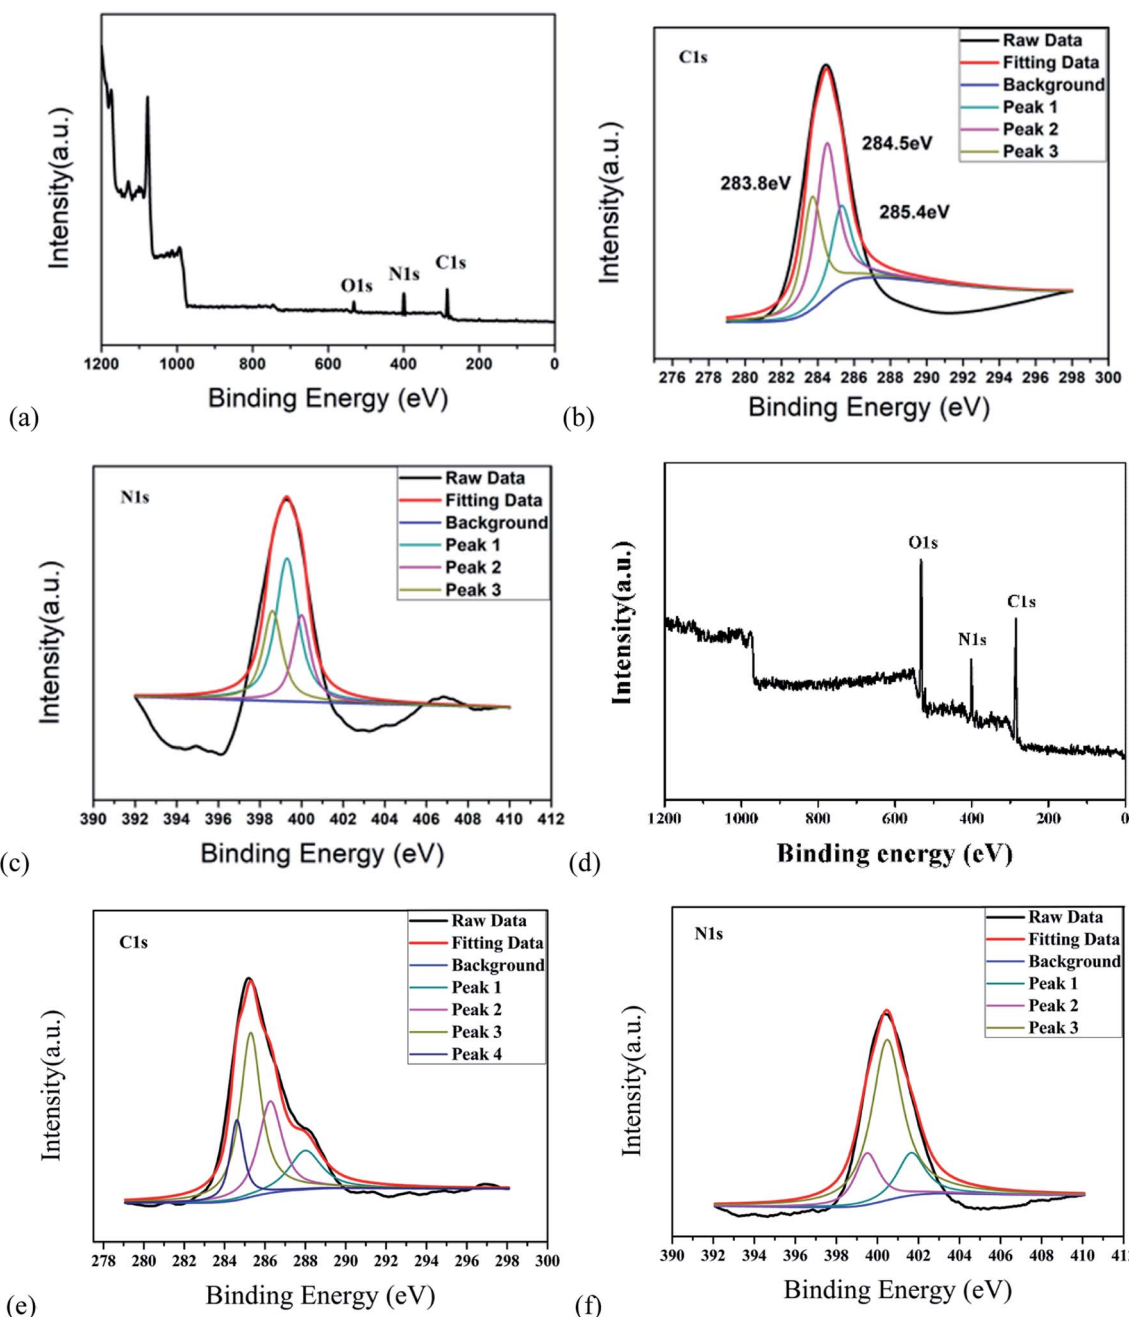 Intensity(a.u.)
O1s
N1s
C1s
1200 1000 800 600 400 200 0
Binding Energy (eV)
(a)
C1s
Raw Data
Fitting Data
Background
Peak 1
Peak 2
Peak 3
284.5eV
283.8eV
285.4eV
Intensity(a.u.)
276 278 280 282 284 286 288 290 292 294 296 298 300
Binding Energy (eV)
(b)
N1s
Raw Data
Fitting Data
Background
Peak 1
Peak 2
Peak 3
Intensity(a.u.)
390 392 394 396 398 400 402 404 406 408 410 412
Binding Energy (eV)
(c)
O1s
N1s
C1s
Intensity(a.u.)
1200 1000 800 600 400 200 0
Binding energy (eV)
(d)
C1s
Raw Data
Fitting Data
Background
Peak 1
Peak 2
Peak 3
Peak 4
Intensity(a.u.)
278 280 282 284 286 288 290 292 294 296 298 300
Binding Energy (eV)
(e)
N1s
Raw Data
Fitting Data
Background
Peak 1
Peak 2
Peak 3
Intensity(a.u.)
390 392 394 396 398 400 402 404 406 408 410
Binding Energy (eV)
(f)